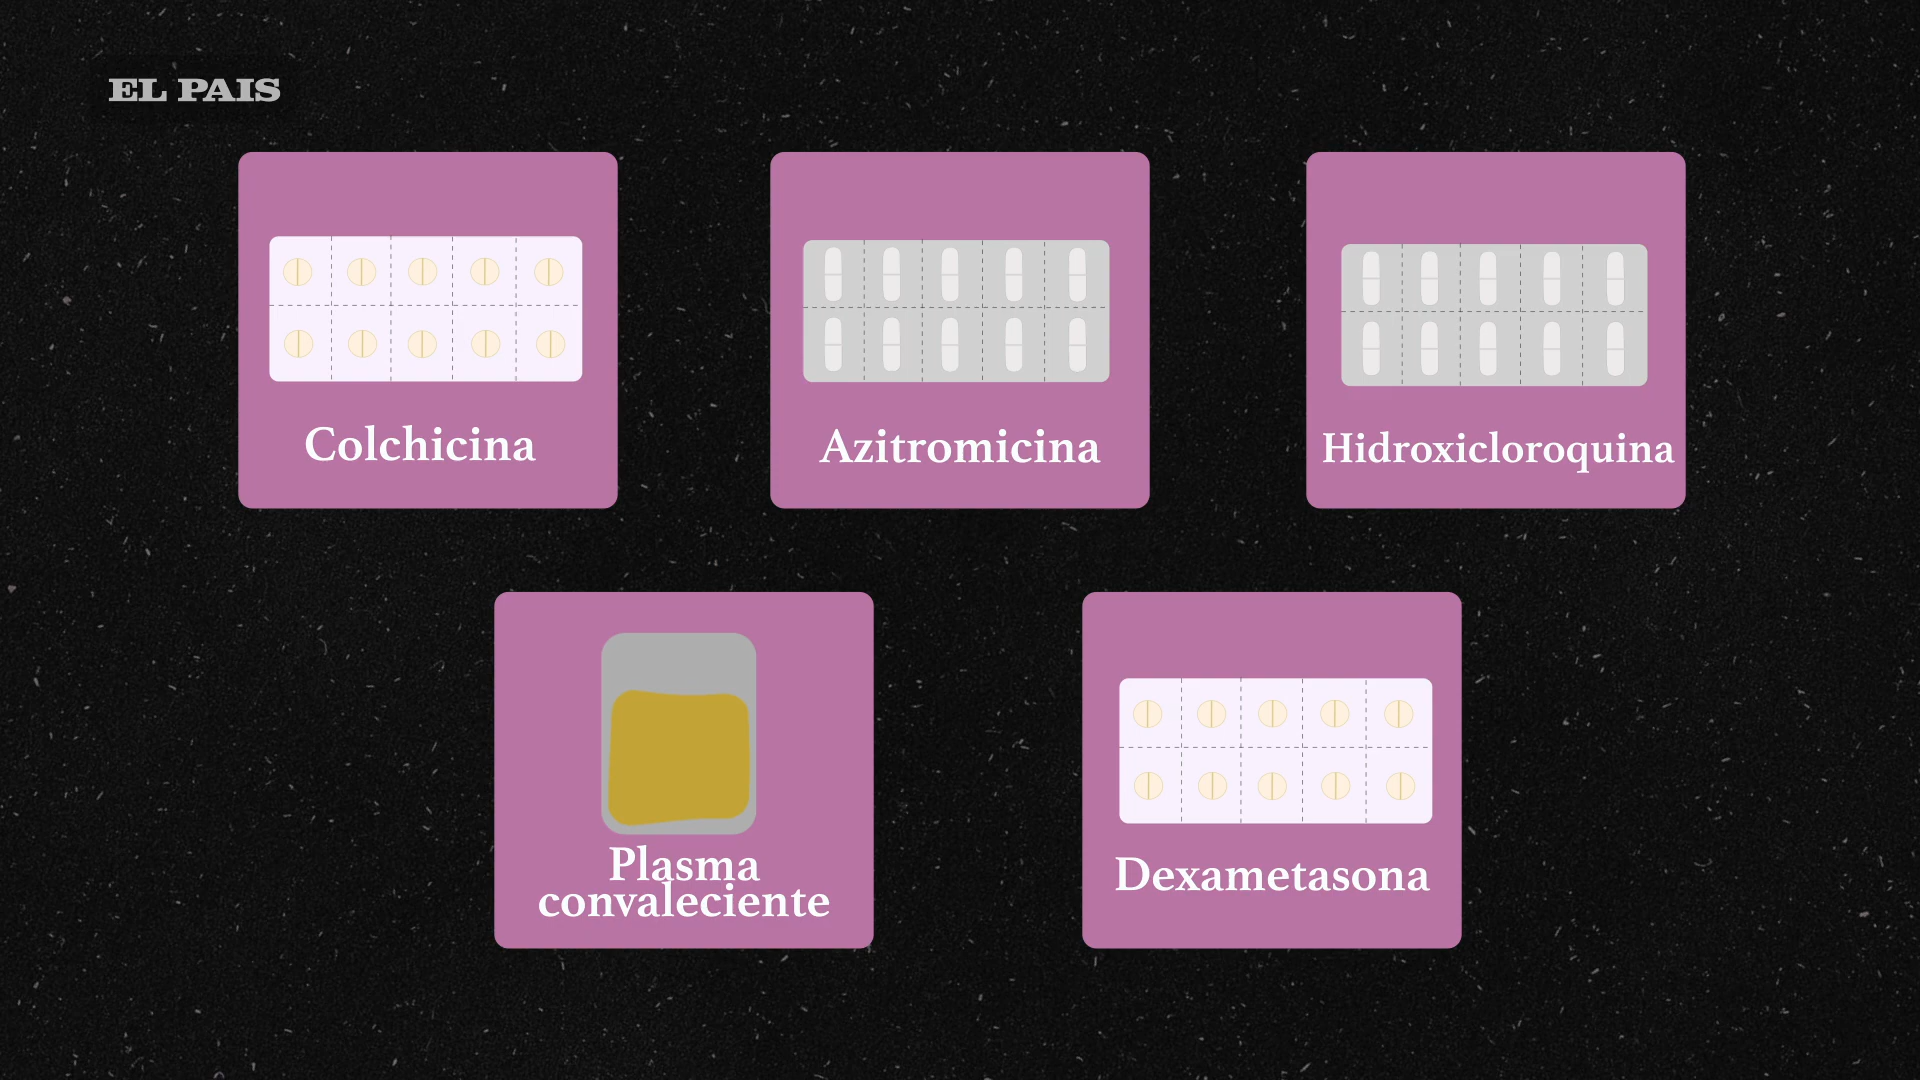 EL PAIS
Colchicina
Azitromicina
Hidroxicloroquina
Plasma
convaleciente
Dexametasona